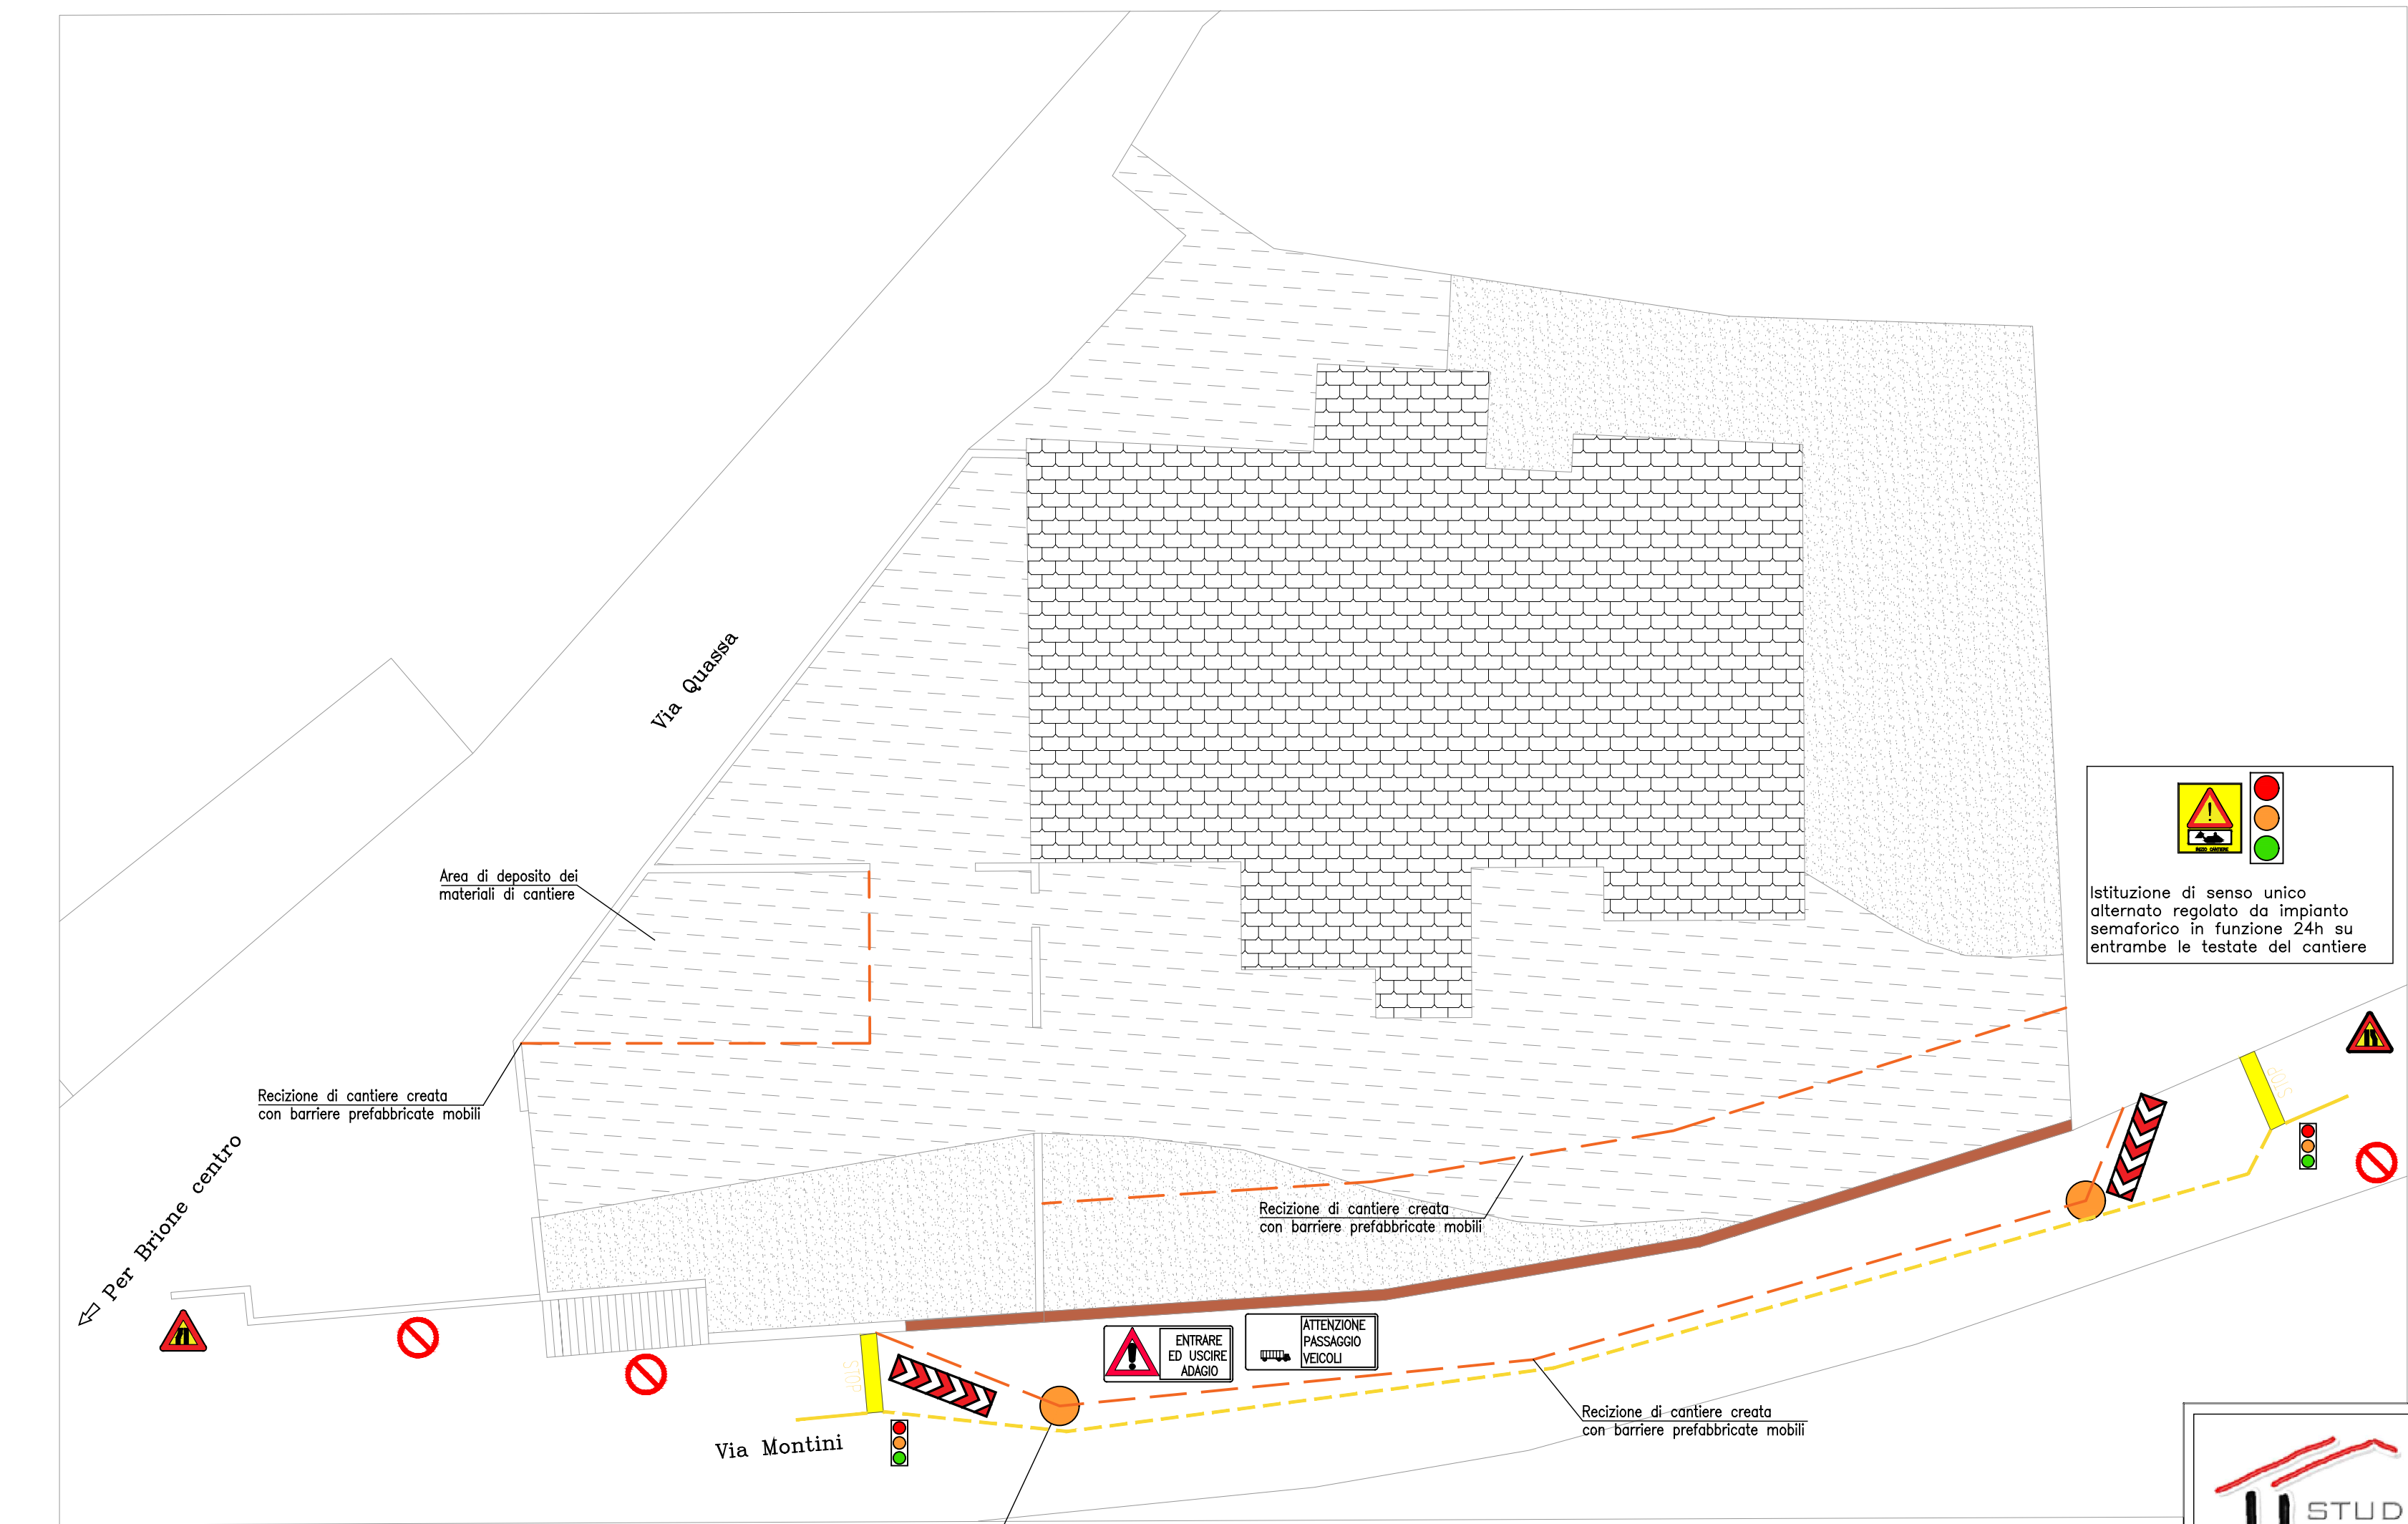 Via Quassa
Area di deposito dei
materiali di cantiere
Istituzione di senso unico
alternato regolato da impianto
semaforico in funzione 24h su
entrambe le testate del cantiere
Recizione di cantiere creata
con barriere prefabbricate mobili
Per Brione centro
STOP
Recizione di cantiere creata
con barriere prefabbricate mobili
ENTRARE
ED USCIRE
ADAGIO
ATTENZIONE
PASSAGGIO
VEICOLI
STOP
Via Montini
Recizione di cantiere creata
con barriere prefabbricate mobili
STUD